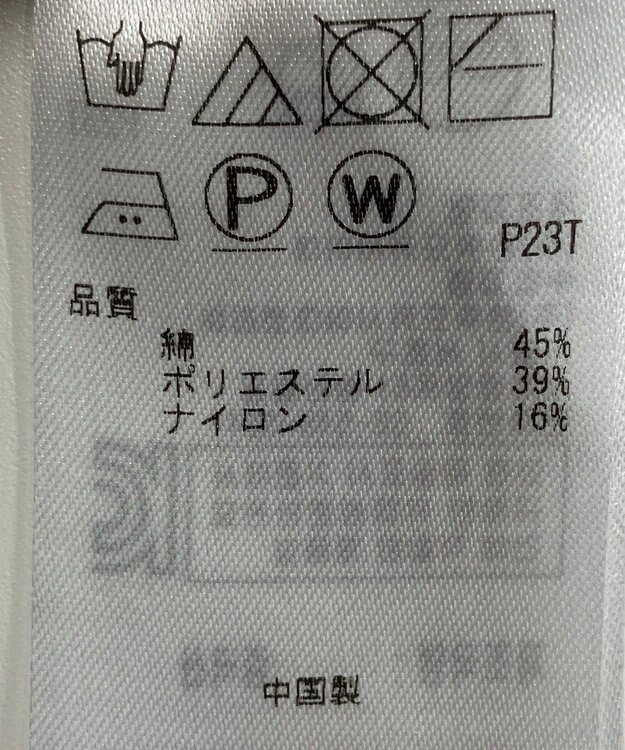 P W
P23T
品質
綿 45%
ポリエステル 39%
ナイロン 16%
中国製